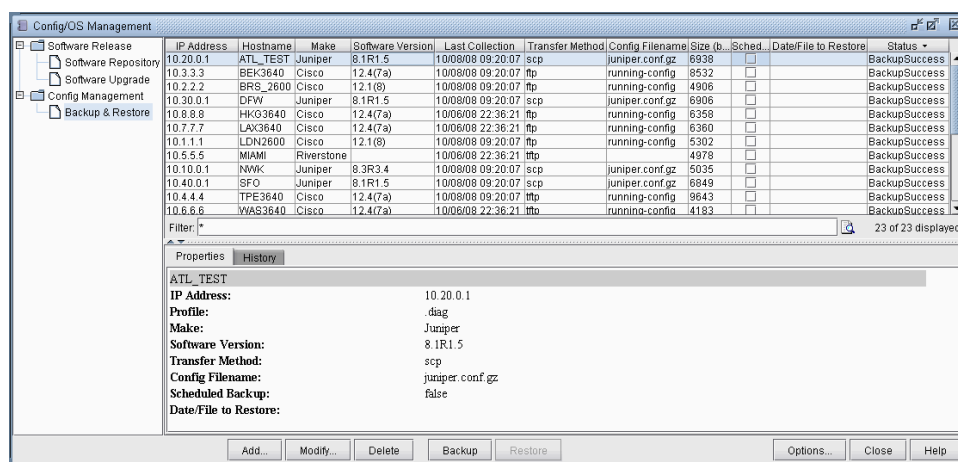 Config/OS Management
Software Release
Software Repository
Software Upgrade
Config Management
Backup & Restore
IP Address Hostname Make Software Version Last Collection Transfer Method Config Filename Size (b... Sched... Date/File to Restore Status
10.20.0.1 ATL_TEST Juniper 8.1R1.5 10/08/08 09:20:07 scp juniper.conf.gz 6938 BackupSuccess
10.3.3.3 BEK3640 Cisco 12.4(7a) 10/08/08 09:20:07 ftp running-config 8532 BackupSuccess
10.2.2.2 BRS_2600 Cisco 12.1(8) 10/08/08 09:20:07 ftp running-config 4906 BackupSuccess
10.30.0.1 DFW Juniper 8.1R1.5 10/08/08 09:20:07 scp juniper.conf.gz 6906 BackupSuccess
10.8.8.8 HKG3640 Cisco 12.4(7a) 10/06/08 22:36:21 ftp running-config 6358 BackupSuccess
10.7.7.7 LAX3640 Cisco 12.4(7a) 10/06/08 22:36:21 ftp running-config 6360 BackupSuccess
10.1.1.1 LDN2600 Cisco 12.1(8) 10/08/08 09:20:07 ftp running-config 5302 BackupSuccess
10.5.5.5 MIAMI Riverstone 10/06/08 22:36:21 tftp 4978 BackupSuccess
10.10.0.1 NWK Juniper 8.3R3.4 10/08/08 09:20:07 scp juniper.conf.gz 5035 BackupSuccess
10.40.0.1 SFO Juniper 8.1R1.5 10/08/08 09:20:07 scp juniper.conf.gz 6849 BackupSuccess
10.4.4.4 TPE3640 Cisco 12.4(7a) 10/08/08 09:20:07 tftp running-config 9643 BackupSuccess
10.6.6.6 WAS3640 Cisco 12.4(7a) 10/06/08 22:36:21 tftp running-config 4183 BackupSuccess
Filter: * 23 of 23 displayed
Properties History
ATL_TEST
IP Address: 10.20.0.1
Profile: .diag
Make: Juniper
Software Version: 8.1R1.5
Transfer Method: scp
Config Filename: juniper.conf.gz
Scheduled Backup: false
Date/File to Restore:
Add... Modify... Delete Backup Restore Options... Close Help